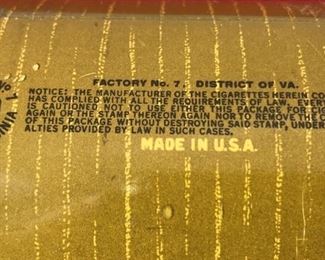 FACTORY No. 7 - DISTRICT OF VA.
NOTICE: THE MANUFACTURER OF THE CIGARETTES HEREIN CO
HAS COMPLIED WITH ALL THE REQUIREMENTS OF LAW. EVER
IS CAUTIONED NOT TO USE EITHER THIS PACKAGE FOR CI
AGAIN OR THE STAMP THEREON AGAIN NOR TO REMOVE THE C
OF THIS PACKAGE WITHOUT DESTROYING SAID STAMP, UNDER
ALTIES PROVIDED BY LAW IN SUCH CASES.
MADE IN U.S.A.